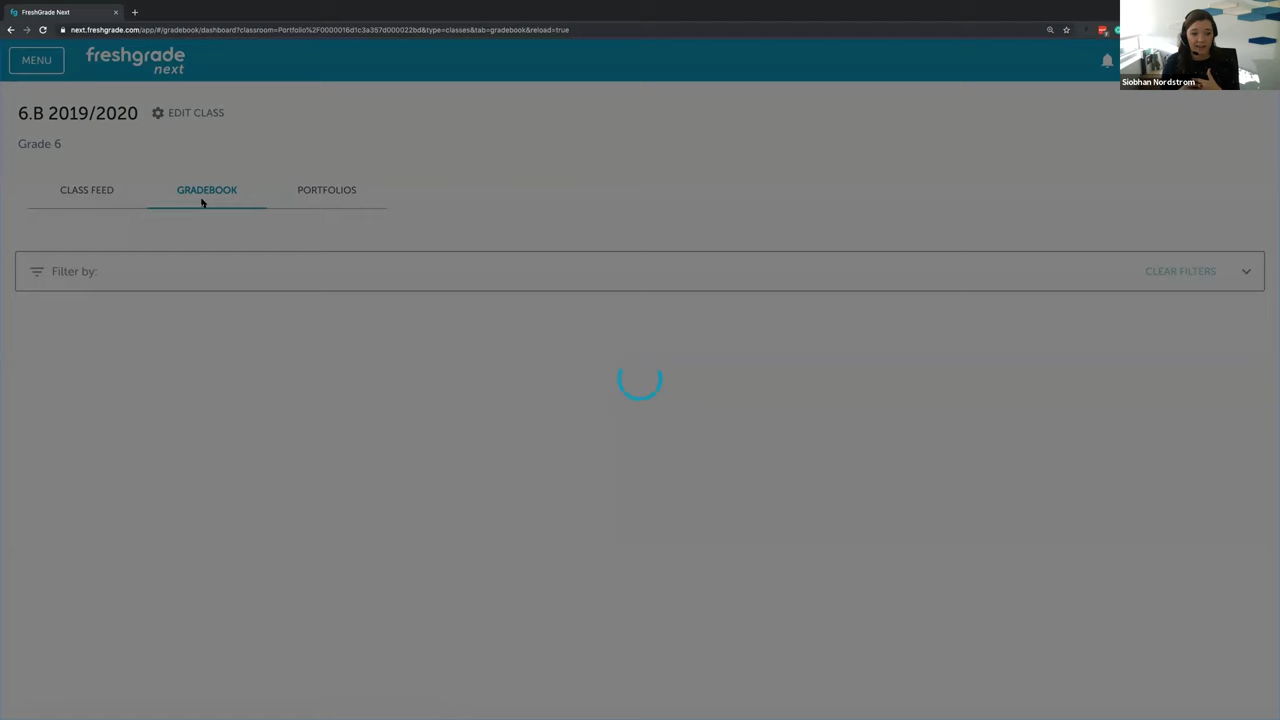 FreshGrade Next
next.freshgrade.com/app/#/gradebook/dashboard?classroom=Portfolio%2F0000016d1c3a357d000022bd&type=classes&tab=gradebook&reload=true
MENU
freshgrade
next
Siobhan Nordstrom
6.B 2019/2020
EDIT CLASS
Grade 6
CLASS FEED
GRADEBOOK
PORTFOLIOS
Filter by:
CLEAR FILTERS